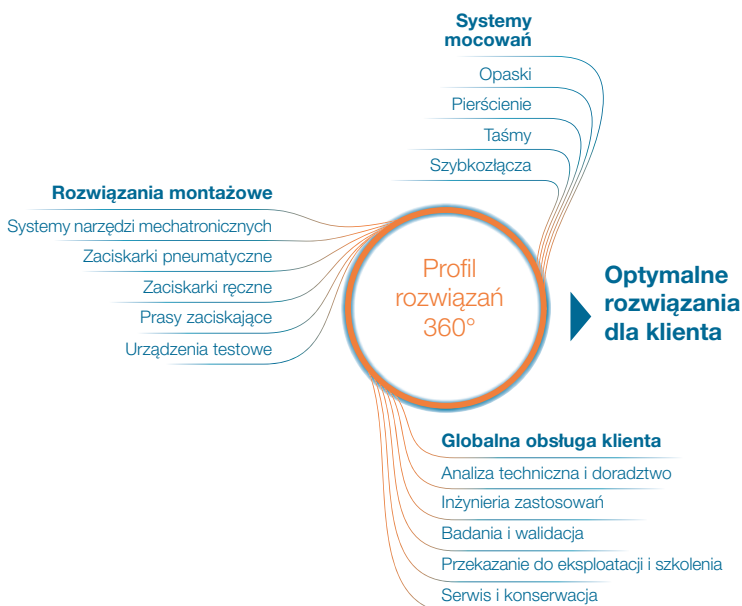 Systemy
mocowań
Opaski
Pierścienie
Taśmy
Szybkozłącza
Rozwiązania montażowe
Systemy narzędzi mechatronicznych
Zaciskarki pneumatyczne
Zaciskarki ręczne
Prasy zaciskające
Urządzenia testowe
Profil
rozwiązań
360°
Optymalne
rozwiązania
dla klienta
Globalna obsługa klienta
Analiza techniczna i doradztwo
Inżynieria zastosowań
Badania i walidacja
Przekazanie do eksploatacji i szkolenia
Serwis i konserwacja